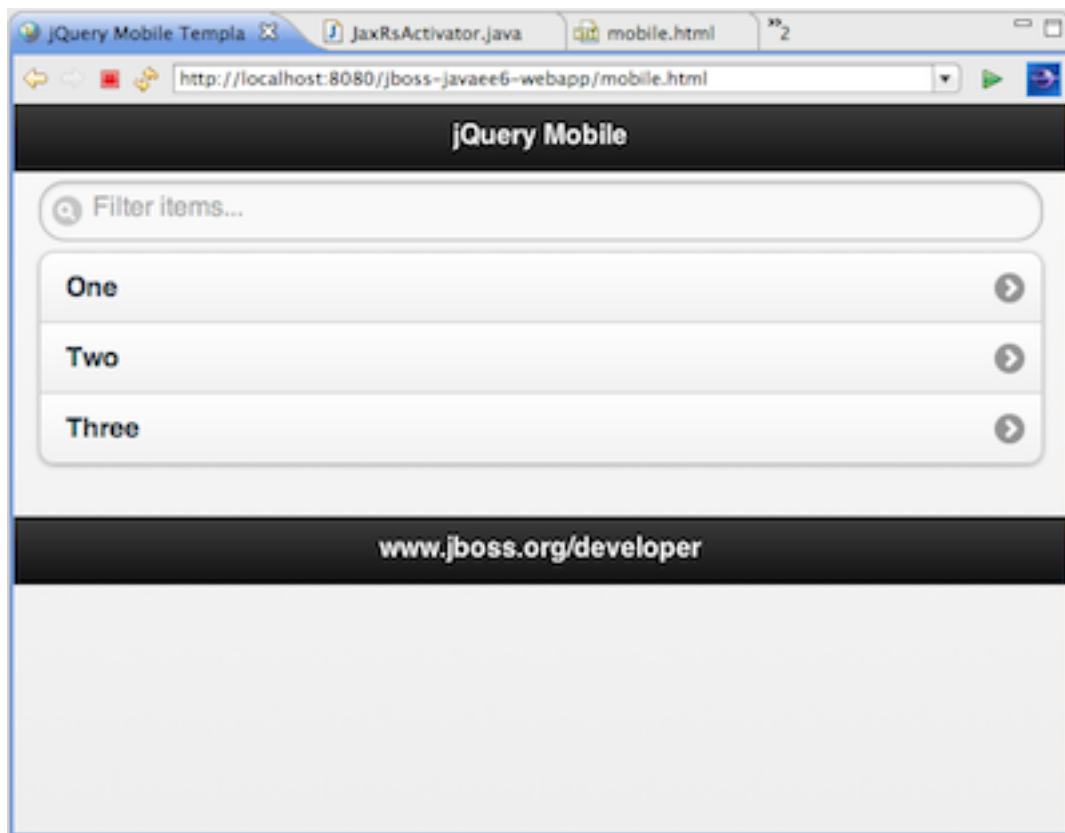 jQuery Mobile Templa
JaxRsActivator.java
mobile.html
»2
http://localhost:8080/jboss-javaee6-webapp/mobile.html
jQuery Mobile
Filter items...
One
Two
Three
www.jboss.org/developer